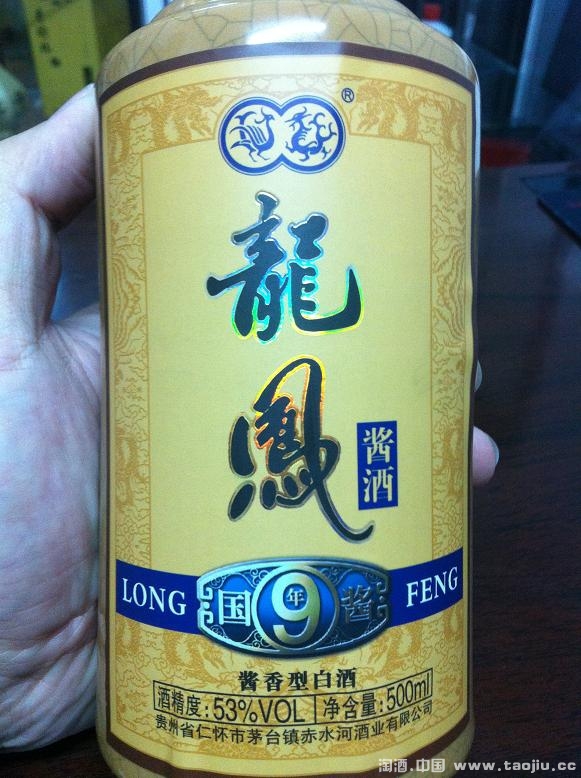 ®
龍
鳳
酱酒
LONG 国9年酱 FENG
酱香型白酒
酒精度:53%VOL 净含量:500ml
贵州省仁怀市茅台镇赤水河酒业有限公司
淘酒.中国 www.taojiu.cc